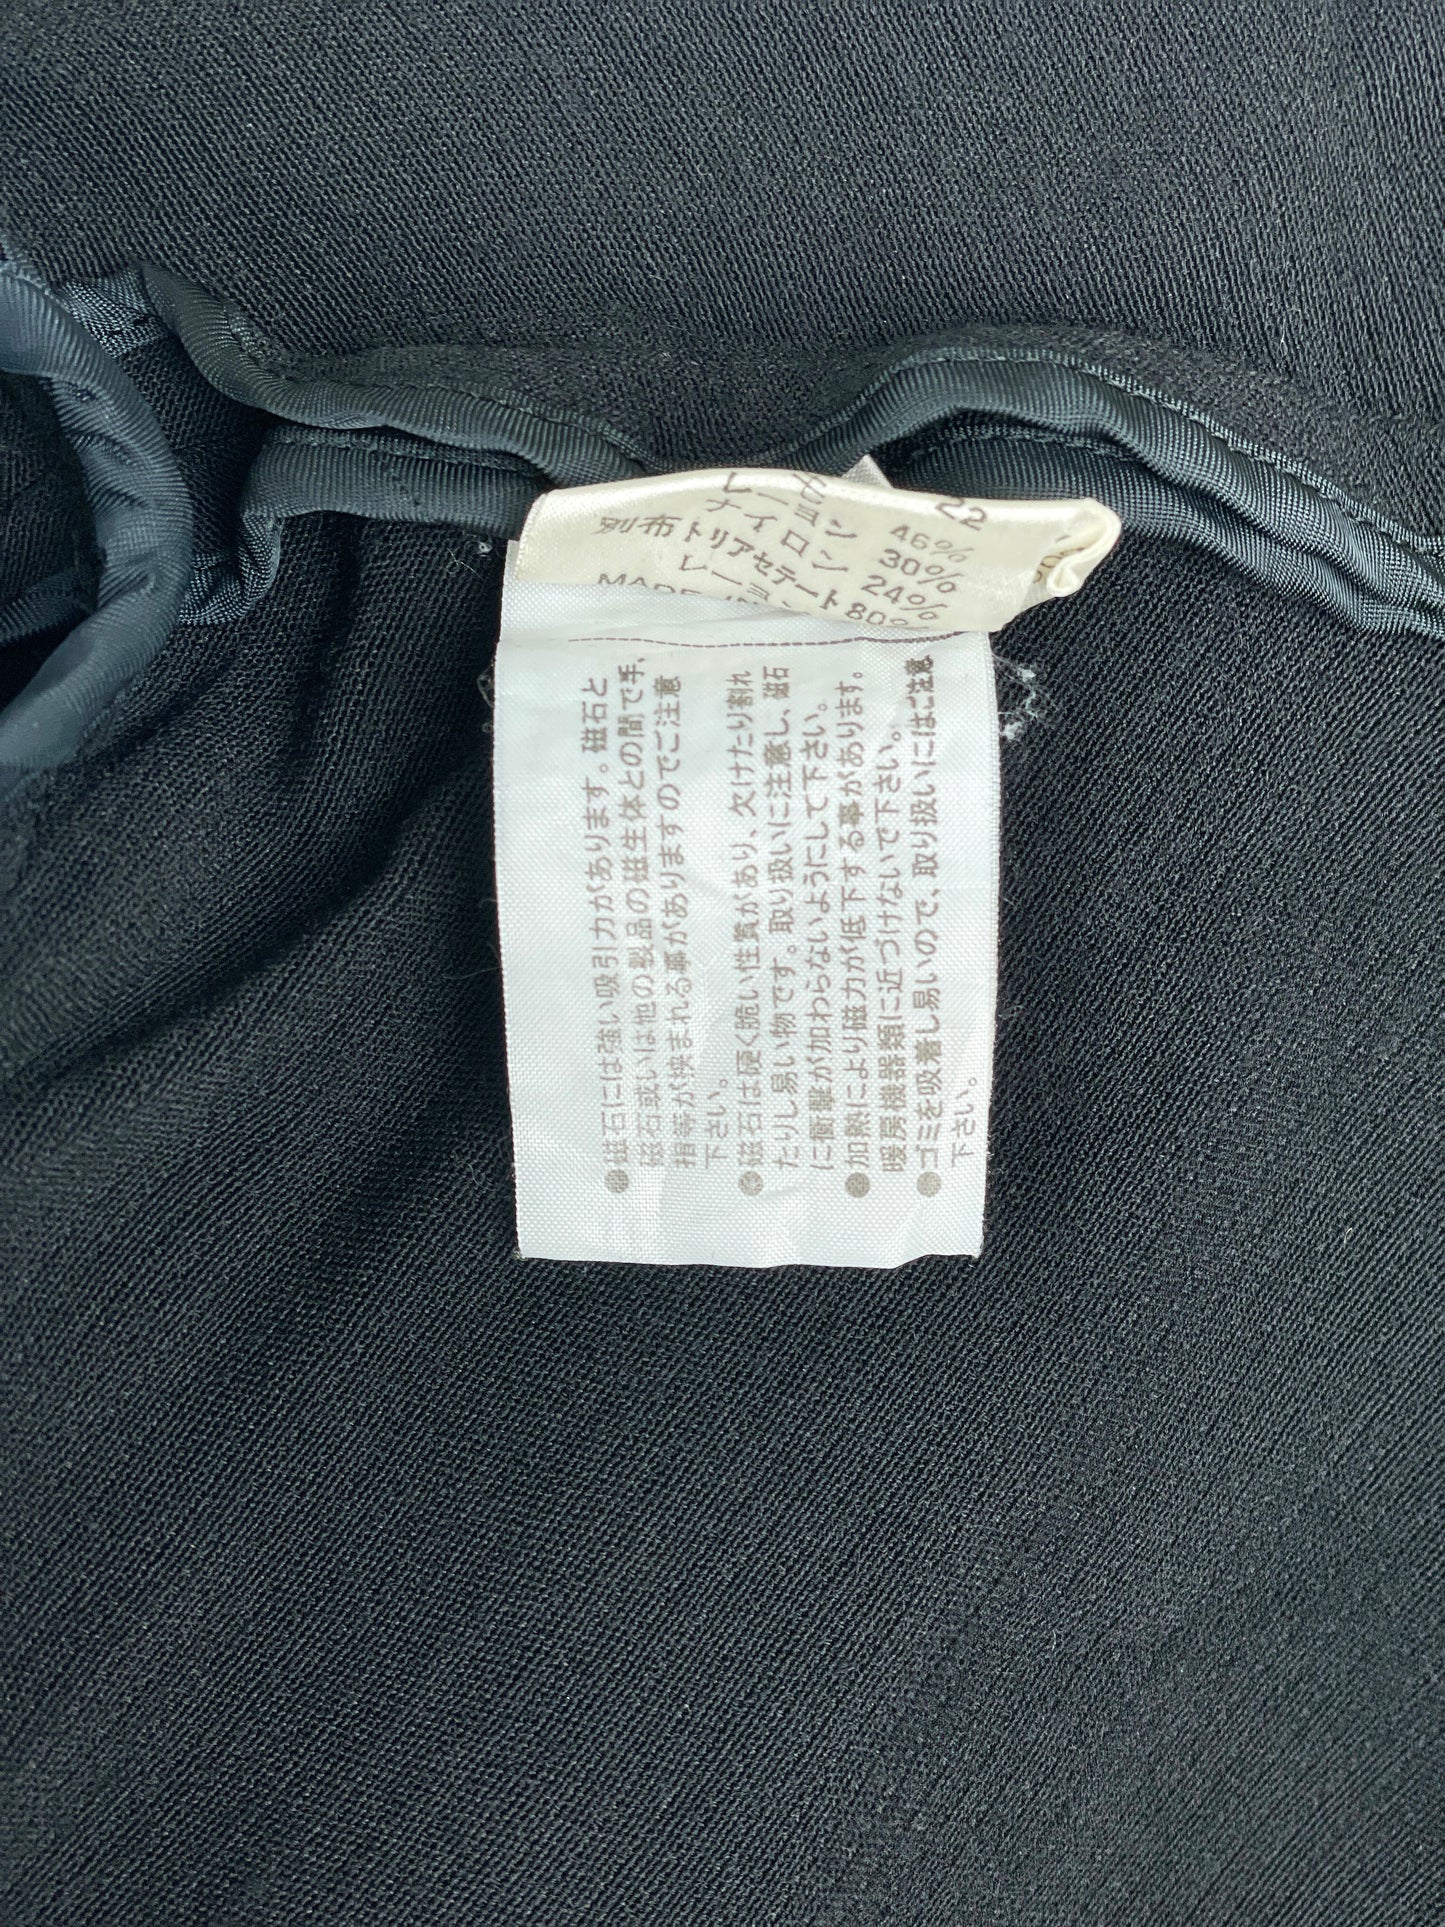 46%
ナイロン 30%
24%
別布 トリアセテート 80%
レーヨン
MADE IN
●磁石には強い吸引力があります。磁石と
磁石或いは他の製品の磁生体との間で手、
指等が挟まれる事がありますのでご注意
下さい。
●磁石は硬く脆い性質があり、欠けたり割れ
たりし易い物です。取り扱いに注意し、磁石
に衝撃が加わらないようにして下さい。
●加熱により磁力が低下する事があります。
暖房機器類に近づけないで下さい。
●ゴミを吸着し易いので、取り扱いにはご注意
下さい。